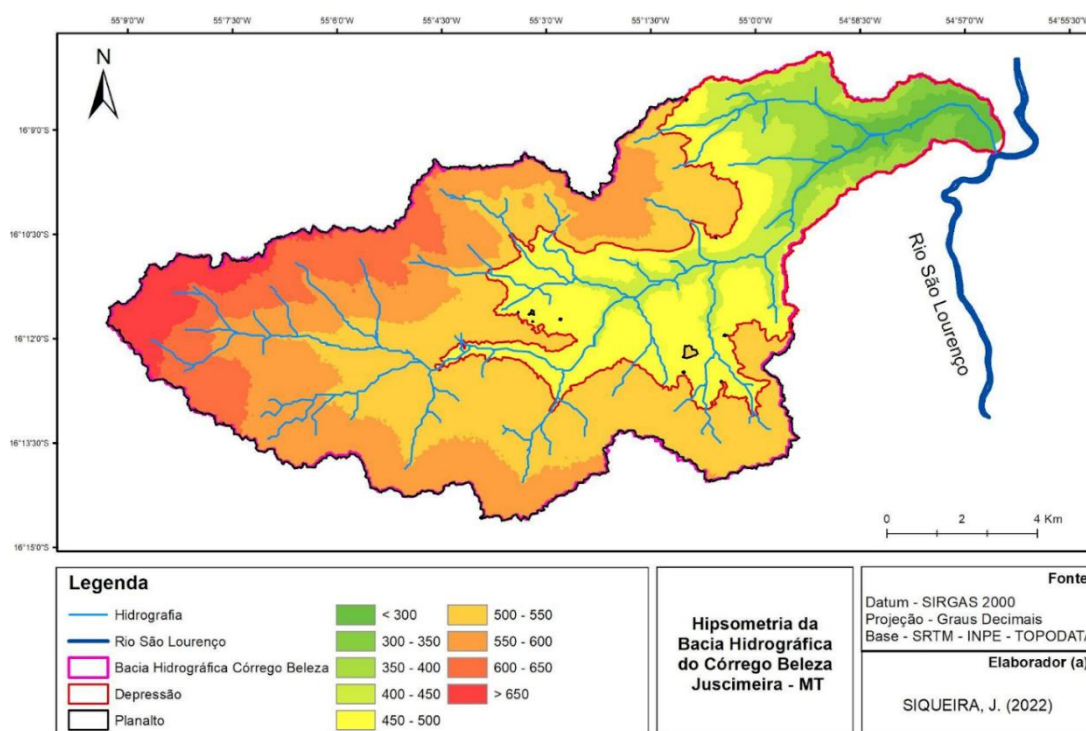 55°9'0"W 55°7'30"W 55°6'0"W 55°4'30"W 55°3'0"W 55°1'30"W 55°0'0"W 54°58'30"W 54°57'0"W 54°55'30"W
N
16°9'0"S
16°10'30"S
16°12'0"S
16°13'30"S
16°15'0"S
Rio São Lourenço
0 2 4 Km
Legenda
Hidrografia
Rio São Lourenço
Bacia Hidrográfica Córrego Beleza
Depressão
Planalto
< 300
300 - 350
350 - 400
400 - 450
450 - 500
500 - 550
550 - 600
600 - 650
> 650
Hipsometria da
Bacia Hidrográfica
do Córrego Beleza
Juscimeira - MT
Fonte
Datum - SIRGAS 2000
Projeção - Graus Decimais
Base - SRTM - INPE - TOPODATA
Elaborador (a)
SIQUEIRA, J. (2022)